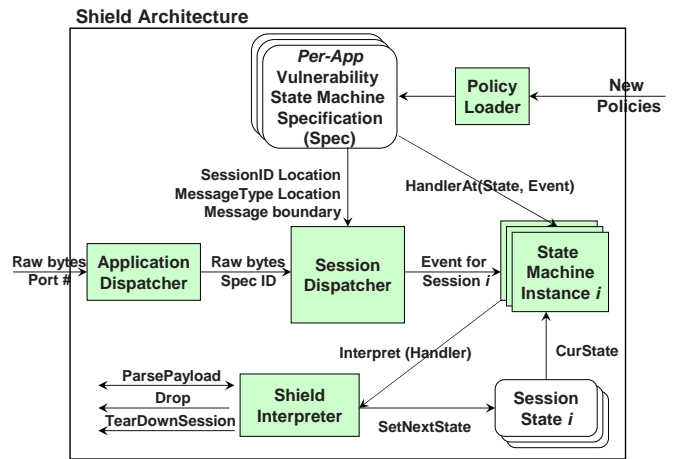 Shield Architecture
Per-App
Vulnerability
State Machine
Specification
(Spec)
Policy
Loader
New
Policies
SessionID Location
MessageType Location
Message boundary
HandlerAt(State, Event)
Raw bytes
Port #
Application
Dispatcher
Raw bytes
Spec ID
Session
Dispatcher
Event for
Session i
State
Machine
Instance i
Interpret (Handler)
CurState
ParsePayload
Drop
TearDownSession
Shield
Interpreter
SetNextState
Session
State i